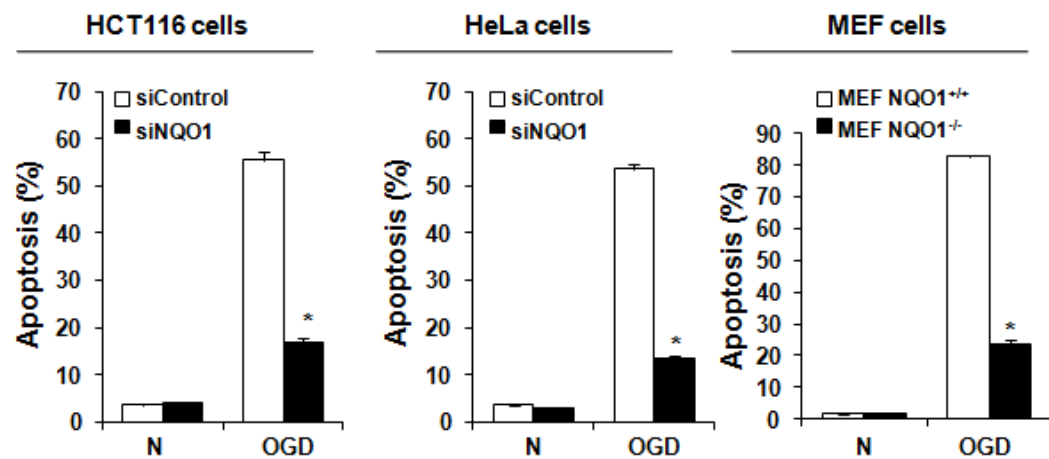 HCT116 cells
siControl
siNQO1
Apoptosis (%)
70
60
50
40
30
20
10
0
*
N OGD
HeLa cells
siControl
siNQO1
Apoptosis (%)
70
60
50
40
30
20
10
0
*
N OGD
MEF cells
MEF NQO1+/+
MEF NQO1-/-
Apoptosis (%)
90
80
70
60
50
40
30
20
10
0
*
N OGD